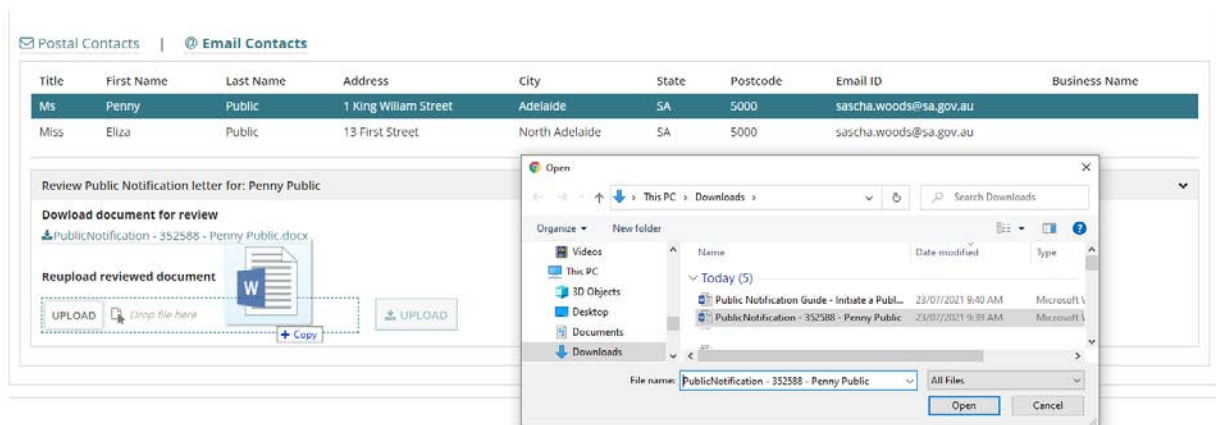 Postal Contacts | @ Email Contacts
Title First Name Last Name Address City State Postcode Email ID Business Name
Ms Penny Public 1 King William Street Adelaide SA 5000 sascha.woods@sa.gov.au
Miss Eliza Public 13 First Street North Adelaide SA 5000 sascha.woods@sa.gov.au
Review Public Notification letter for: Penny Public
Dowload document for review
PublicNotification - 352588 - Penny Public.docx
Reupload reviewed document
UPLOAD Drop file here
W
+ Copy
UPLOAD
Open
This PC > Downloads >
Search Downloads
Organize New folder
Videos
This PC
3D Objects
Desktop
Documents
Downloads
Name Date modified Type
Today (5)
Public Notification Guide - Initiate a Publ... 23/07/2021 9:40 AM Microsoft
PublicNotification - 352588 - Penny Public 23/07/2021 9:39 AM Microsoft
File name: PublicNotification - 352588 - Penny Public All Files
Open Cancel